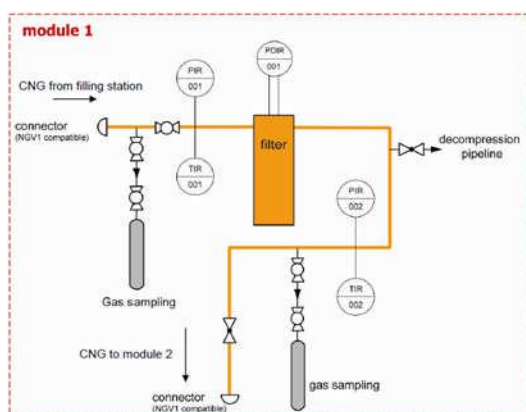 module 1
CNG from filling station
PIR
001
PDIR
001
connector
(NGV1 compatible)
filter
decompression
pipeline
TIR
001
PIR
002
TIR
002
Gas sampling
CNG to module 2
connector
(NGV1 compatible)
gas sampling